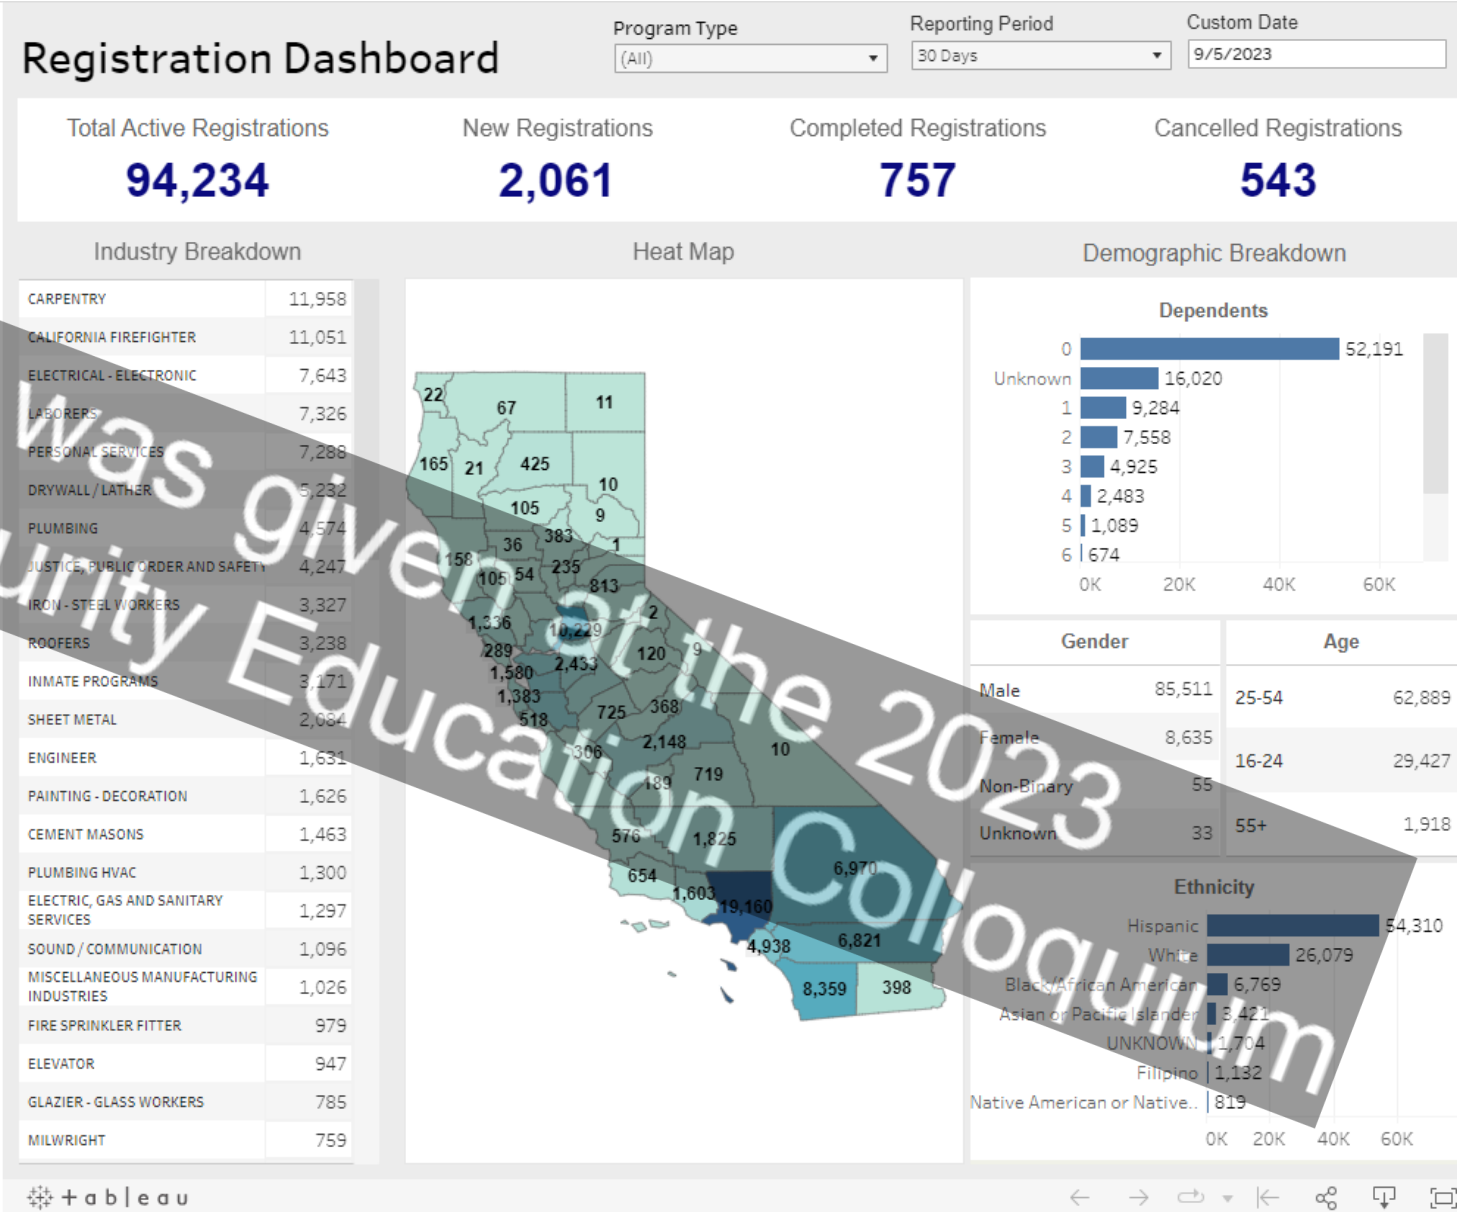 Registration Dashboard
Program Type
(All)
Reporting Period
30 Days
Custom Date
9/5/2023
Total Active Registrations
94,234
New Registrations
2,061
Completed Registrations
757
Cancelled Registrations
543
Industry Breakdown
CARPENTRY 11,958
CALIFORNIA FIREFIGHTER 11,051
ELECTRICAL - ELECTRONIC 7,643
LABORERS 7,326
PERSONAL SERVICES 7,288
DRYWALL / LATHER 5,232
PLUMBING 4,574
JUSTICE, PUBLIC ORDER AND SAFETY 4,247
IRON - STEEL WORKERS 3,327
ROOFERS 3,238
INMATE PROGRAMS 3,171
SHEET METAL 2,084
ENGINEER 1,631
PAINTING - DECORATION 1,626
CEMENT MASONS 1,463
PLUMBING HVAC 1,300
ELECTRIC, GAS AND SANITARY
SERVICES 1,297
SOUND / COMMUNICATION 1,096
MISCELLANEOUS MANUFACTURING
INDUSTRIES 1,026
FIRE SPRINKLER FITTER 979
ELEVATOR 947
GLAZIER - GLASS WORKERS 785
MILWRIGHT 759
Heat Map
22
67
11
165
21
425
10
105
9
383
36
1
158
235
105
54
813
2
1,336
10,229
289
120
9
2,433
1,580
1,383
368
725
518
2,148
306
10
719
189
576
1,825
6,970
654
1,603
19,160
4,938
6,821
8,359
398
Demographic Breakdown
Dependents
0 52,191
Unknown 16,020
1 9,284
2 7,558
3 4,925
4 2,483
5 1,089
6 674
0K 20K 40K 60K
Gender
Male 85,511
Female 8,635
Non-Binary 55
Unknown 33
Age
25-54 62,889
16-24 29,427
55+ 1,918
Ethnicity
Hispanic 54,310
White 26,079
Black/African American 6,769
Asian or Pacific Islander 3,421
UNKNOWN 1,704
Filipino 1,132
Native American or Native.. 819
0K 20K 40K 60K
was given at the 2023
urity Education Colloquium
+ableau